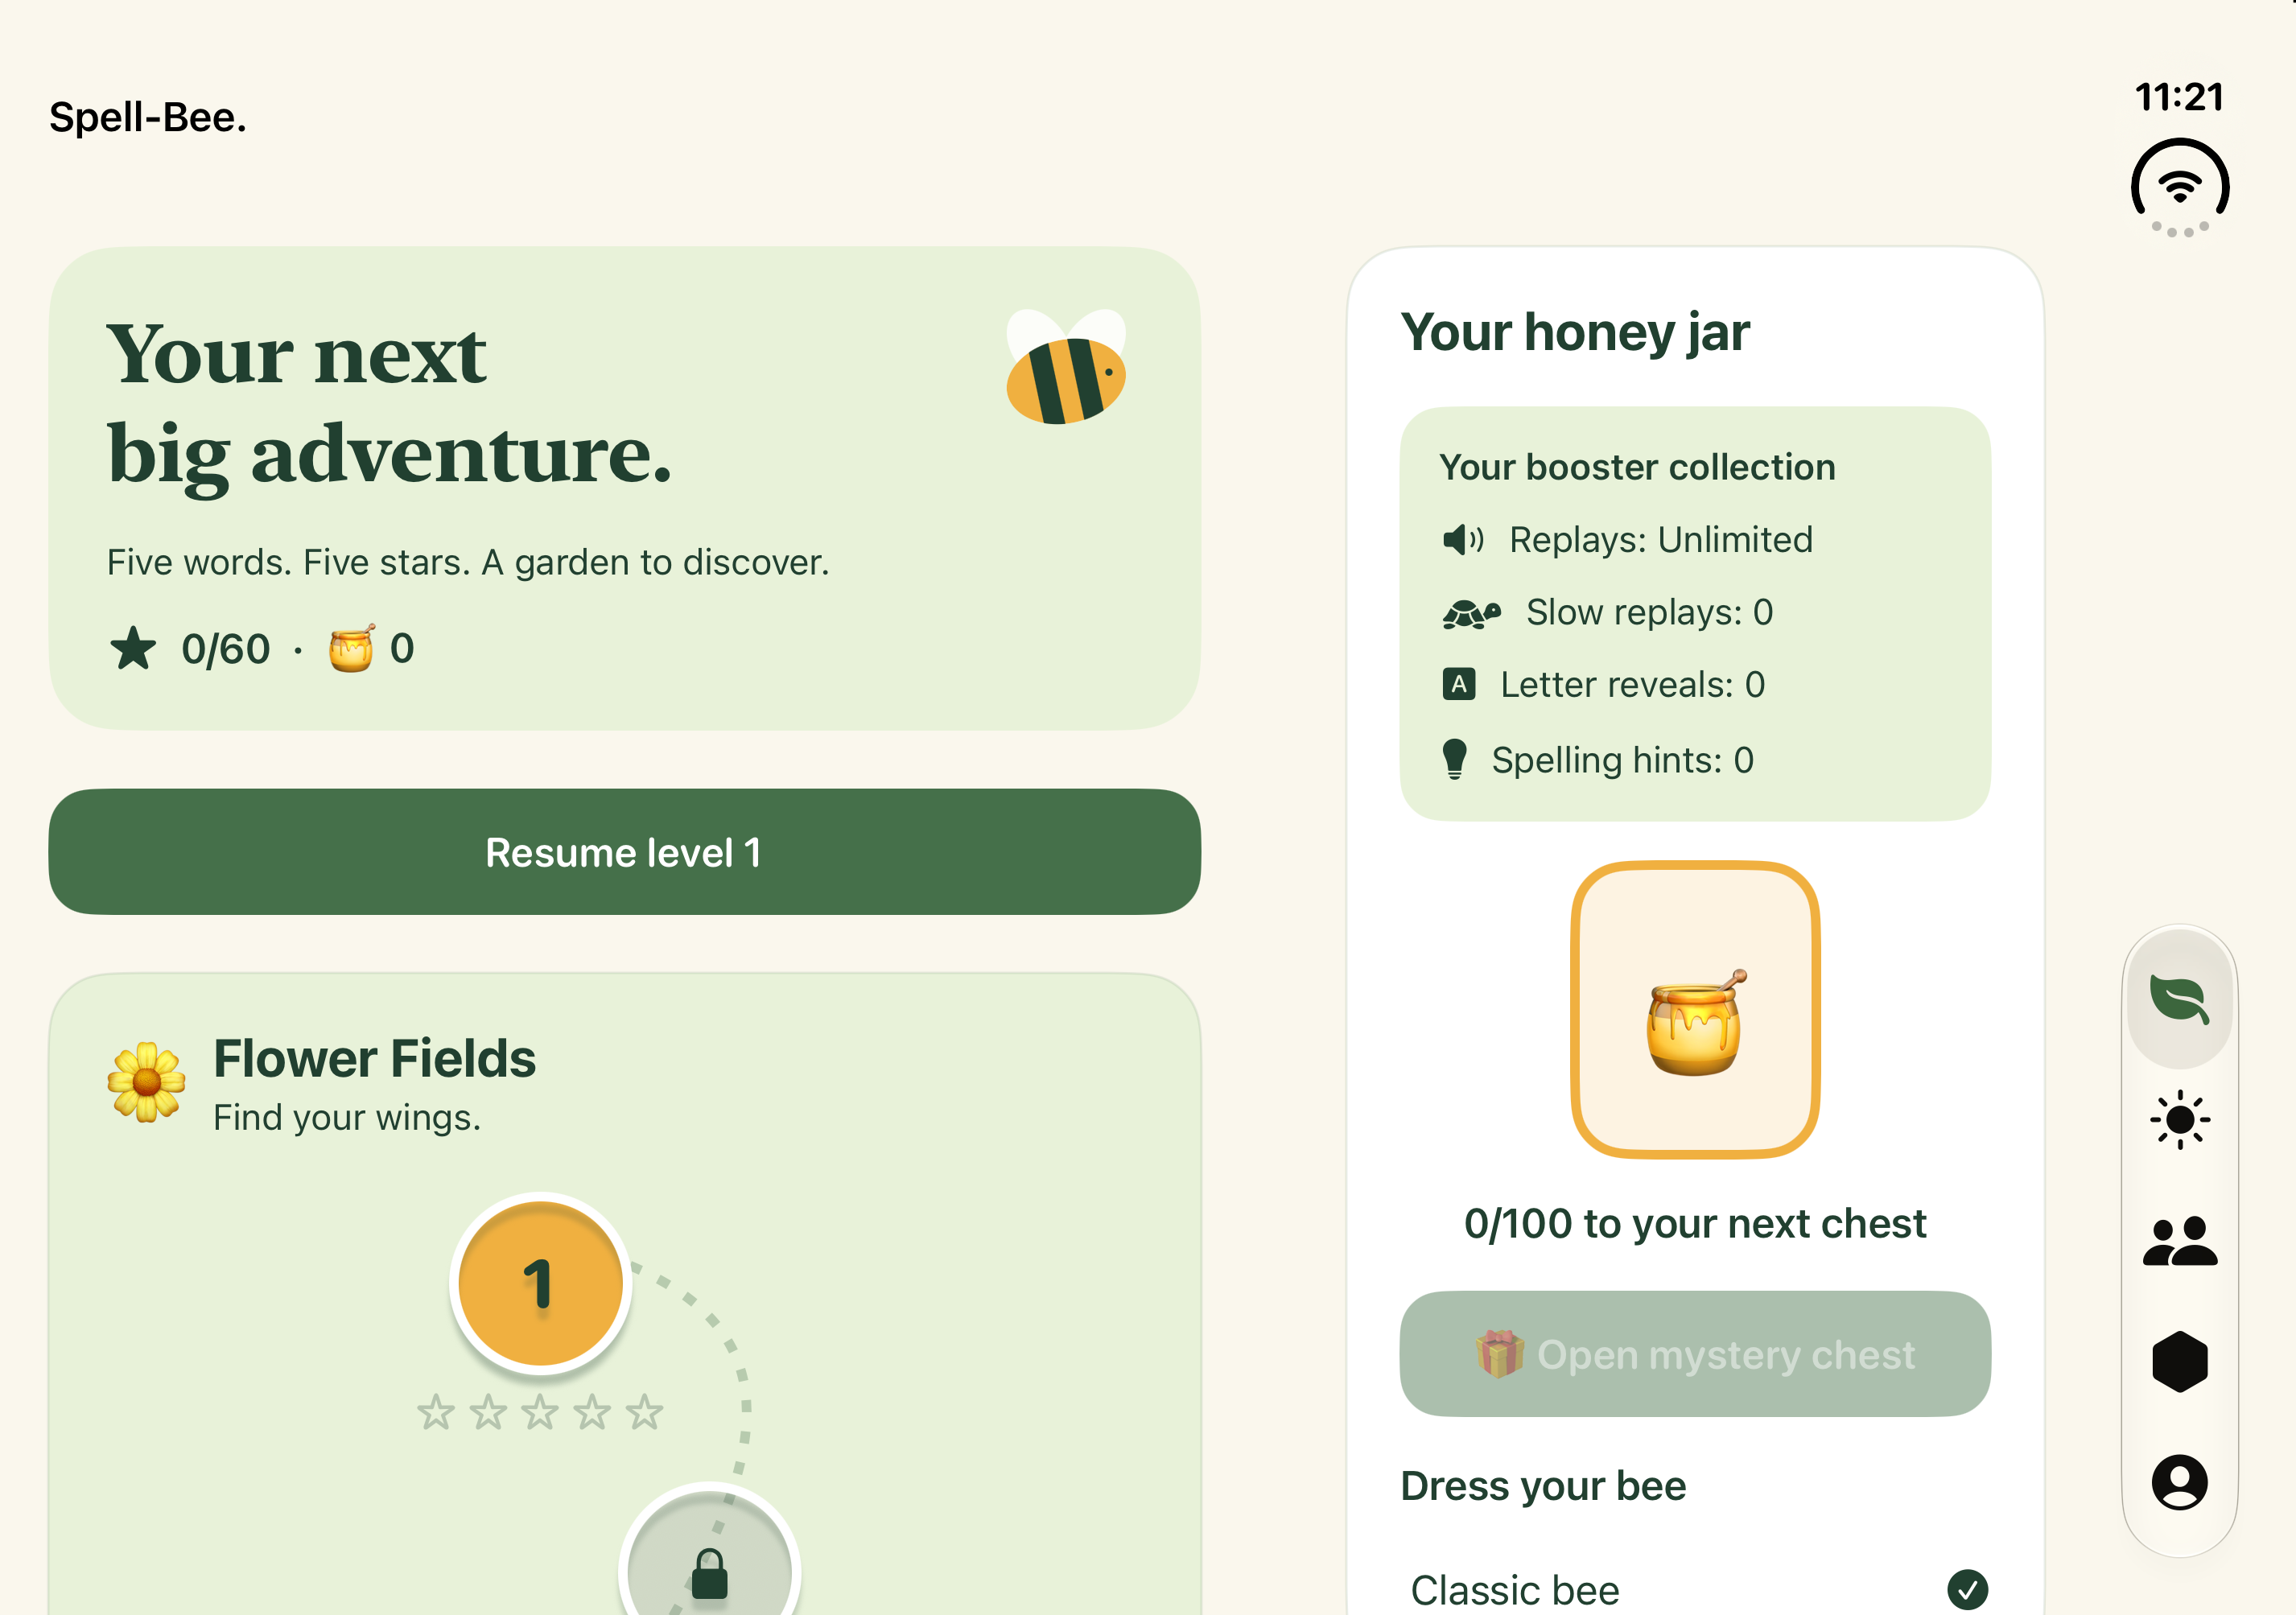 Spell-Bee.
11:21
Your next
big adventure.
Five words. Five stars. A garden to discover.
0/60 · 0
Resume level 1
Flower Fields
Find your wings.
1
Your honey jar
Your booster collection
Replays: Unlimited
Slow replays: 0
A Letter reveals: 0
Spelling hints: 0
0/100 to your next chest
Open mystery chest
Dress your bee
Classic bee